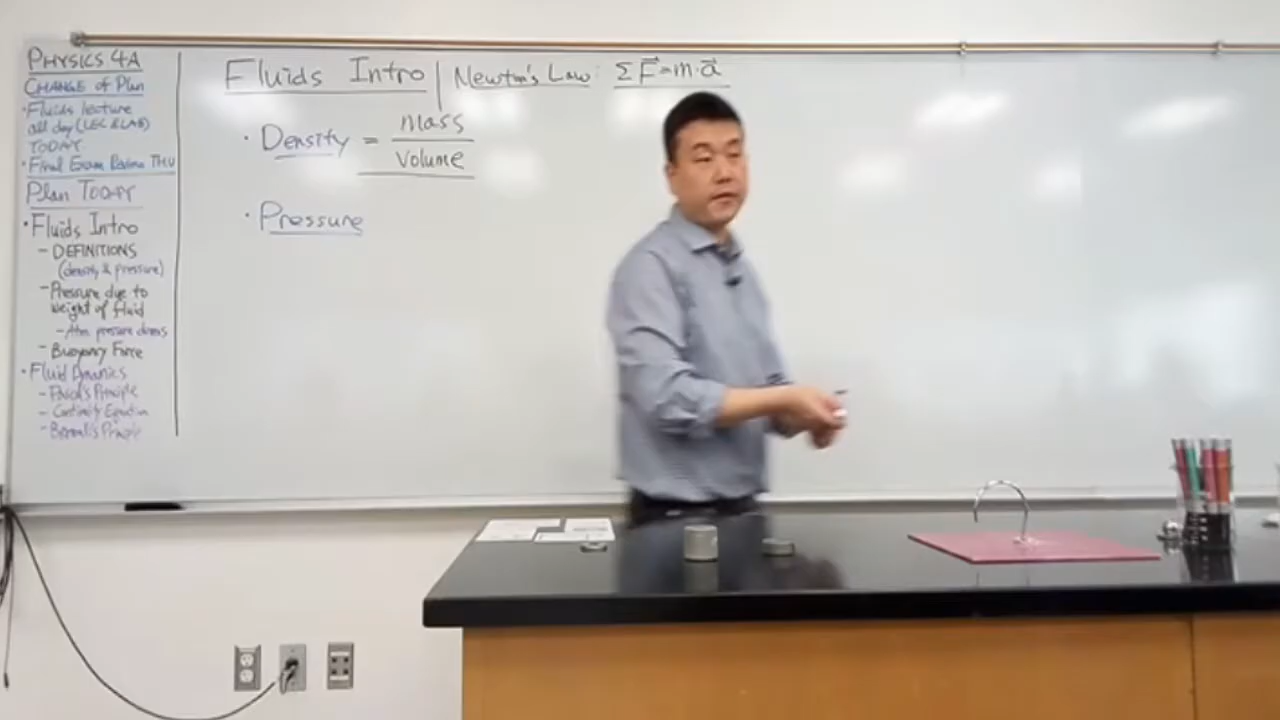 PHYSICS 4A
CHANGE of Plan
• Fluids lecture
all day (LEC & LAB)
TODAY
• Final Exam Review THU
Plan TODAY
• Fluids Intro
- DEFINITIONS
(density & pressure)
- Pressure due to
weight of fluid
- Atm pressure demos
- Buoyancy Force
• Fluid Dynamics
- Pascal's Principle
- Continuity Equation
- Bernoulli's Principle
Fluids Intro | Newton's Law: ΣF⃗=m·a⃗
• Density = mass
volume
• Pressure